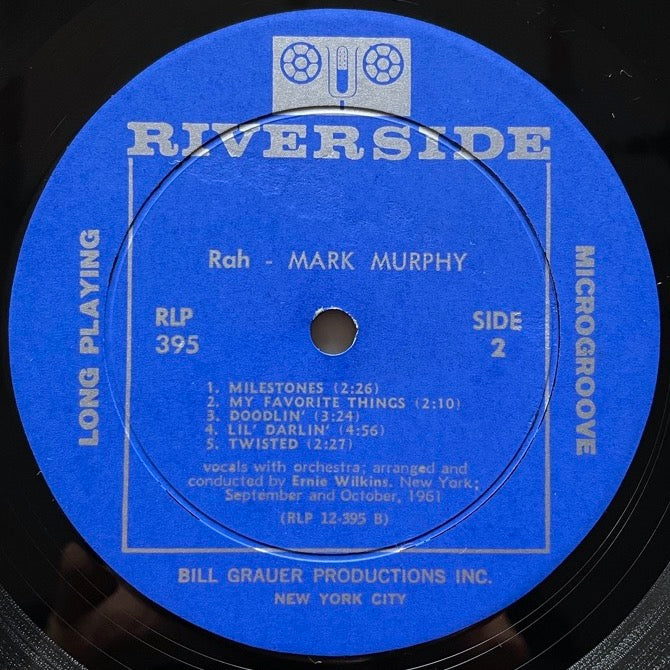 RIVERSIDE
LONG PLAYING
MICROGROOVE
Rah - MARK MURPHY
RLP
395
SIDE
2
1. MILESTONES (2:26)
2. MY FAVORITE THINGS (2:10)
3. DOODLIN' (3:24)
4. LIL' DARLIN' (4:56)
5. TWISTED (2:27)
vocals with orchestra; arranged and
conducted by Ernie Wilkins. New York;
September and October, 1961
(RLP 12-395 B)
BILL GRAUER PRODUCTIONS INC.
NEW YORK CITY